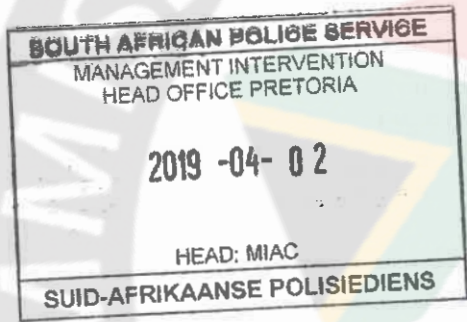 SOUTH AFRICAN POLICE SERVICE
MANAGEMENT INTERVENTION
HEAD OFFICE PRETORIA
2019 -04- 02
HEAD: MIAC
SUID-AFRIKAANSE POLISIEDIENS